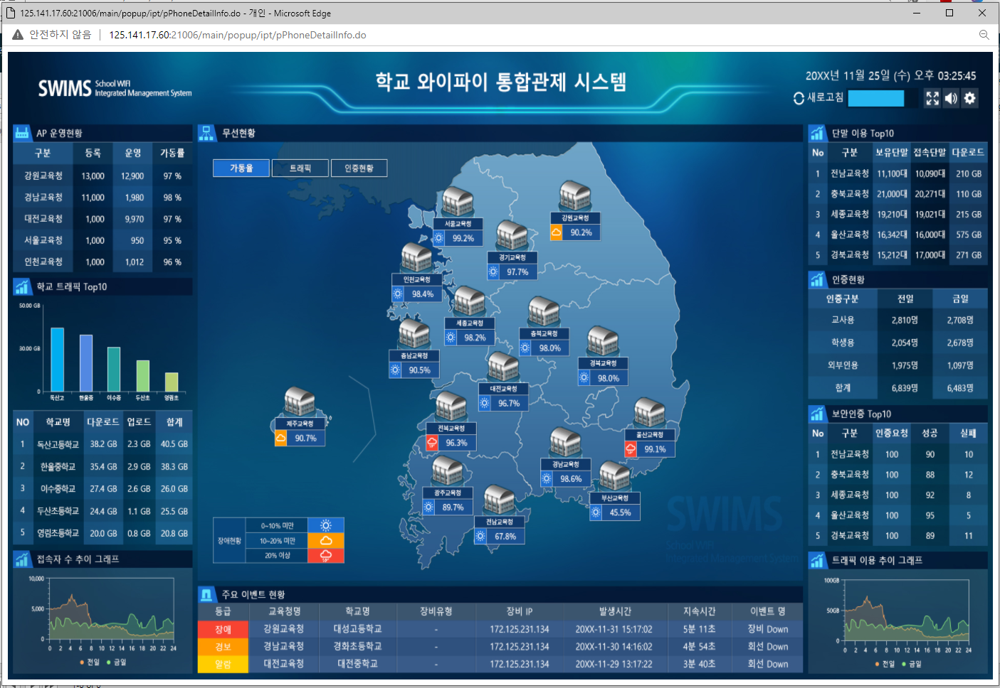 125.141.17.60:21006/main/popup/ipt/pPhoneDetailInfo.do - 개인 - Microsoft Edge
안전하지 않음 125.141.17.60:21006/main/popup/ipt/pPhoneDetailInfo.do
SWIMS School WIFI Integrated Management System
학교 와이파이 통합관제 시스템
20XX년 11월 25일 (수) 오후 03:25:45
새로고침
AP 운영현황
구분 등록 운영 가동률
강원교육청 13,000 12,900 97 %
경남교육청 11,000 1,980 98 %
대전교육청 1,000 9,970 97 %
서울교육청 1,000 950 95 %
인천교육청 1,000 1,012 96 %
학교 트래픽 Top10
50.00 GB
30.00 GB
0
독산고 한울중 이수중 두산초 영림초
NO 학교명 다운로드 업로드 합계
1 독산고등학교 38.2 GB 2.3 GB 40.5 GB
2 한울중학교 35.4 GB 2.9 GB 38.3 GB
3 이수중학교 27.4 GB 2.6 GB 26.0 GB
4 두산초등학교 24.4 GB 1.1 GB 25.5 GB
5 영림초등학교 20.0 GB 0.8 GB 20.8 GB
접속자 수 추이 그래프
10,000
5,000
0
0 2 4 6 8 10 12 14 16 18 20 22 24
전일 금일
무선현황
가동율 트래픽 인증현황
서울교육청
99.2%
강원교육청
90.2%
경기교육청
97.7%
인천교육청
98.4%
세종교육청
98.2%
충북교육청
98.0%
충남교육청
90.5%
경북교육청
98.0%
대전교육청
96.7%
제주교육청
90.7%
전북교육청
96.3%
울산교육청
99.1%
경남교육청
98.6%
광주교육청
89.7%
부산교육청
45.5%
전남교육청
67.8%
장애현황
0~10% 미만
10~20% 미만
20% 이상
SWIMS
School WIFI
Integrated Management System
주요 이벤트 현황
등급 교육청명 학교명 장비유형 장비 IP 발생시간 지속시간 이벤트 명
장애 강원교육청 대성고등학교 - 172.125.231.134 20XX-11-31 15:17:02 5분 11초 장비 Down
경보 경남교육청 경화초등학교 - 172.125.231.134 20XX-11-30 14:16:02 4분 54초 회선 Down
알람 대전교육청 대전중학교 - 172.125.231.134 20XX-11-29 13:17:22 3분 40초 회선 Down
단말 이용 Top10
No 구분 보유단말 접속단말 다운로드
1 전남교육청 11,100대 10,090대 210 GB
2 충북교육청 21,000대 20,271대 110 GB
3 세종교육청 19,210대 19,021대 215 GB
4 울산교육청 16,342대 16,000대 575 GB
5 경북교육청 15,212대 17,000대 271 GB
인증현황
인증구분 전일 금일
교사용 2,810명 2,708명
학생용 2,054명 2,678명
외부인용 1,975명 1,097명
합계 6,839명 6,483명
보안인증 Top10
No 구분 인증요청 성공 실패
1 전남교육청 100 90 10
2 충북교육청 100 88 12
3 세종교육청 100 92 8
4 울산교육청 100 95 5
5 경북교육청 100 89 11
트래픽 이용 추이 그래프
100GB
50GB
0
0 2 4 6 8 10 12 14 16 18 20 22 24
전일 금일